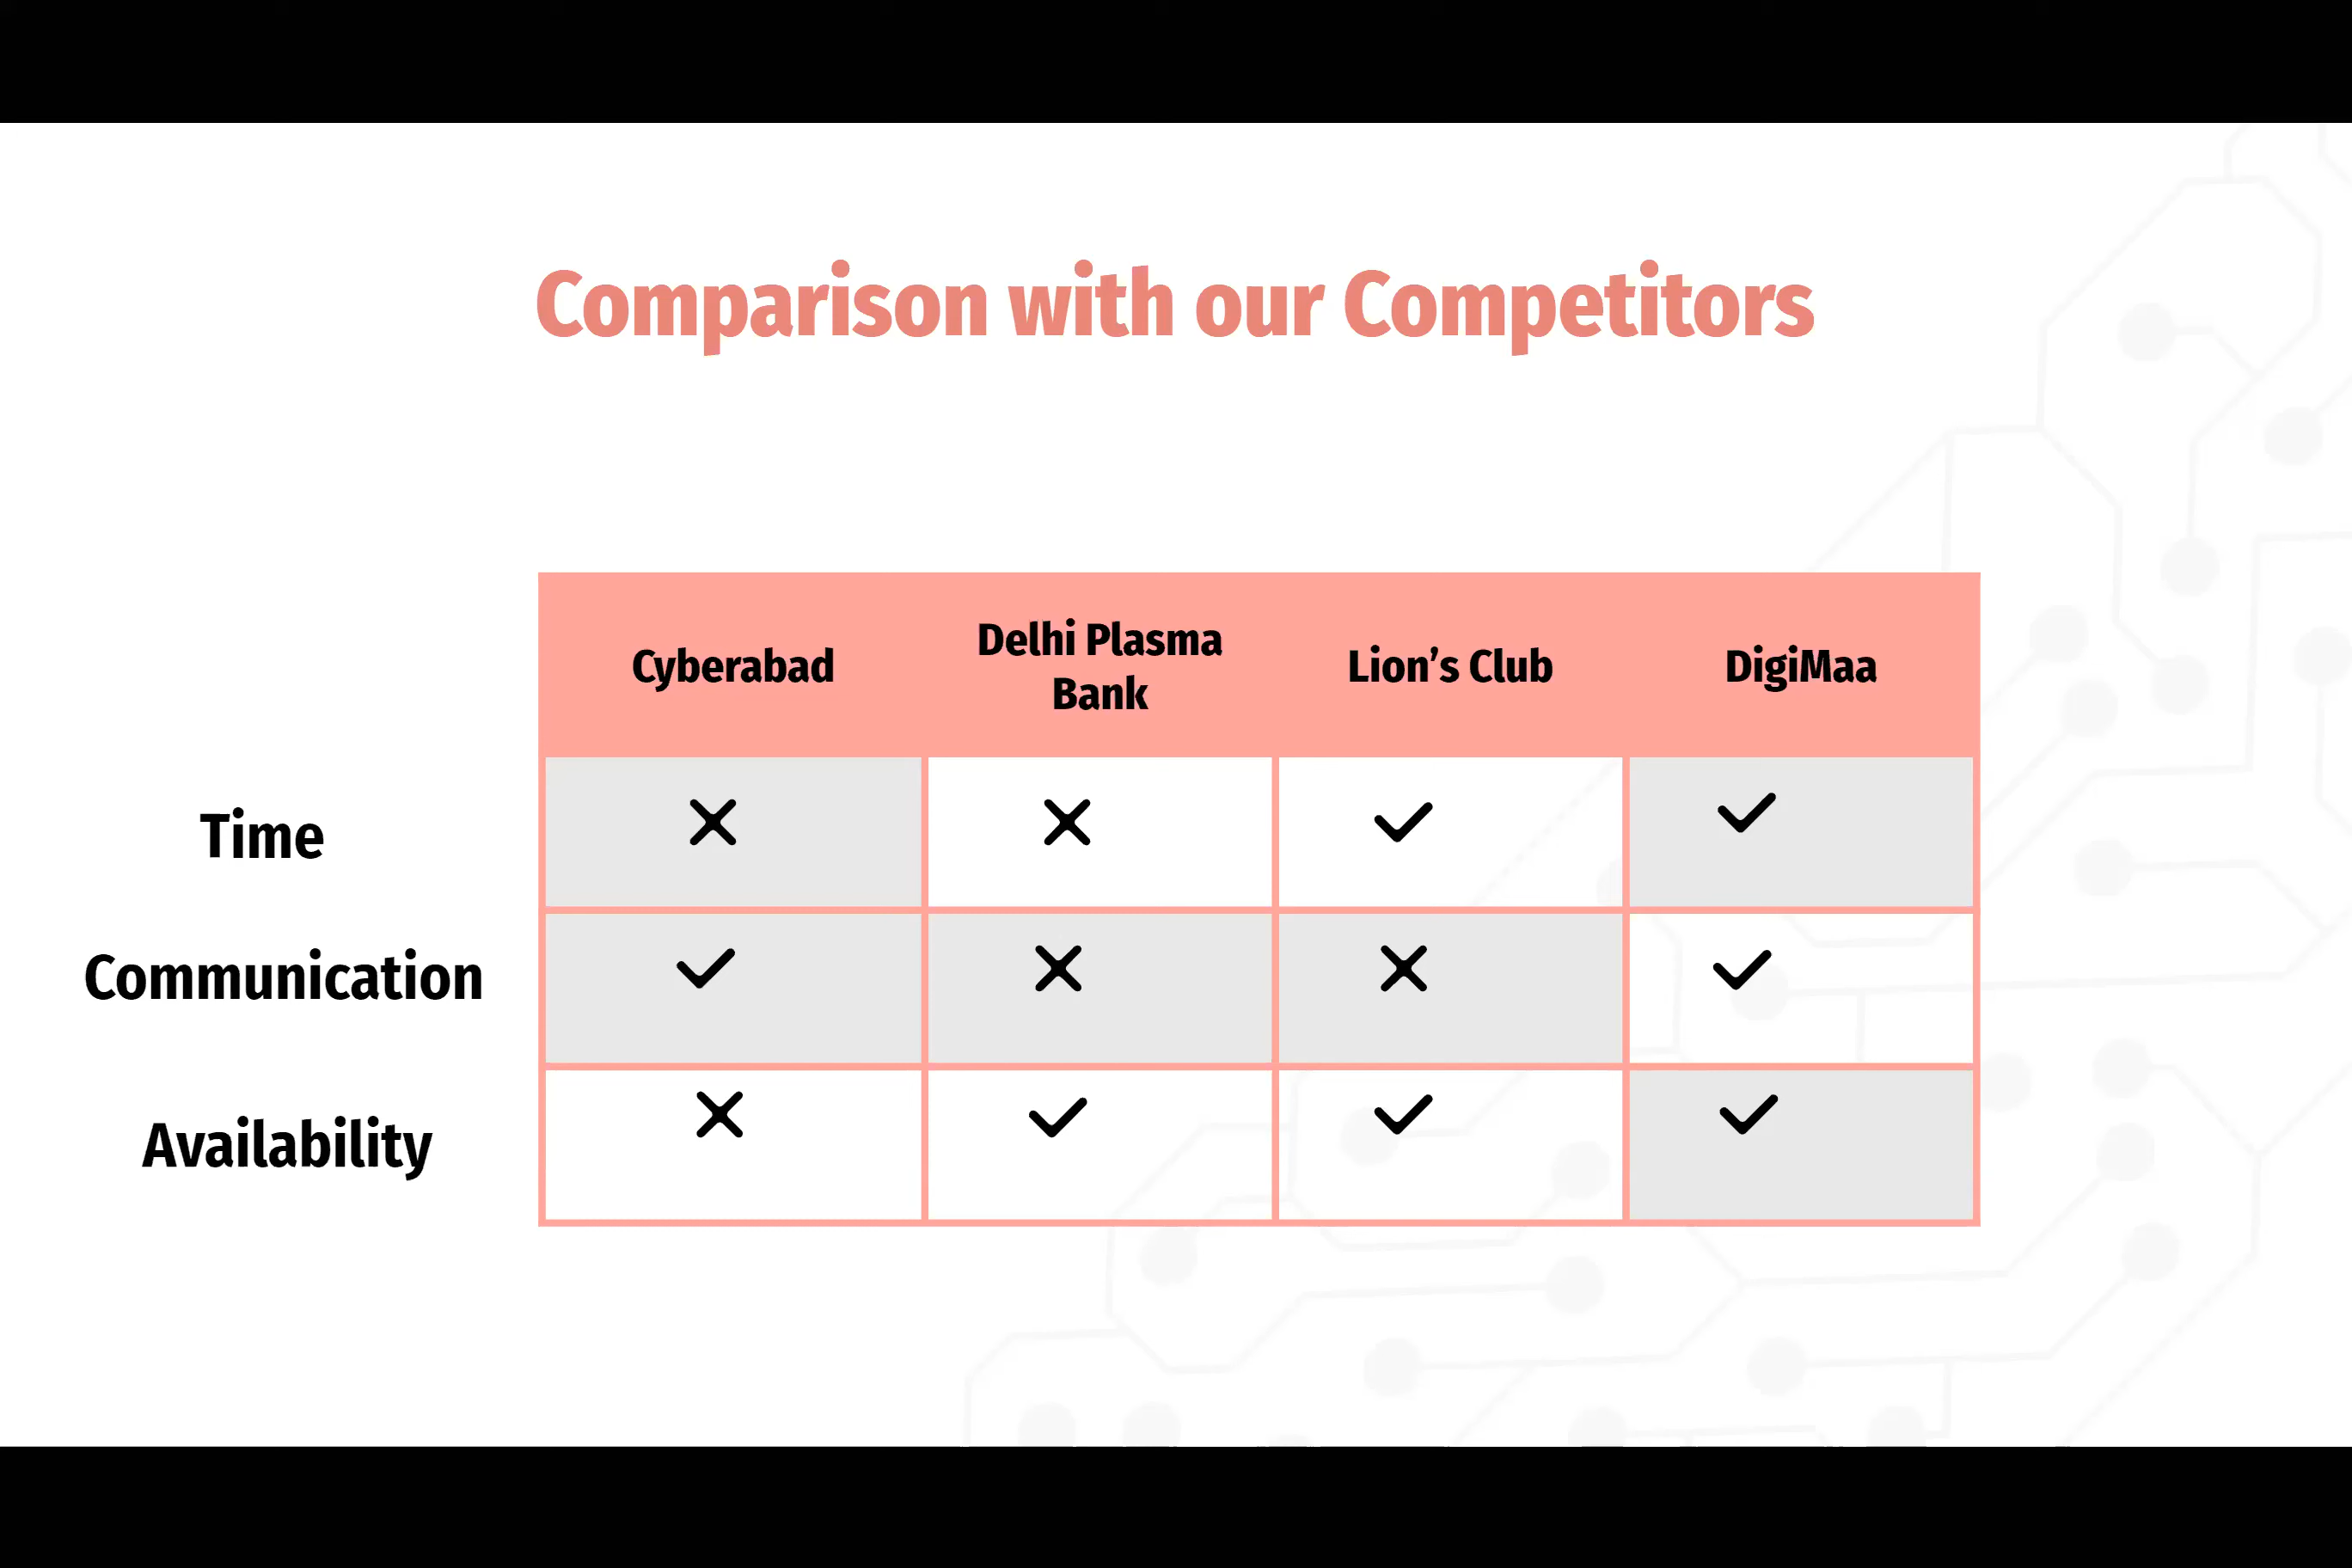 Comparison with our Competitors
Cyberabad
Delhi Plasma
Bank
Lion’s Club
DigiMaa
Time
Communication
Availability